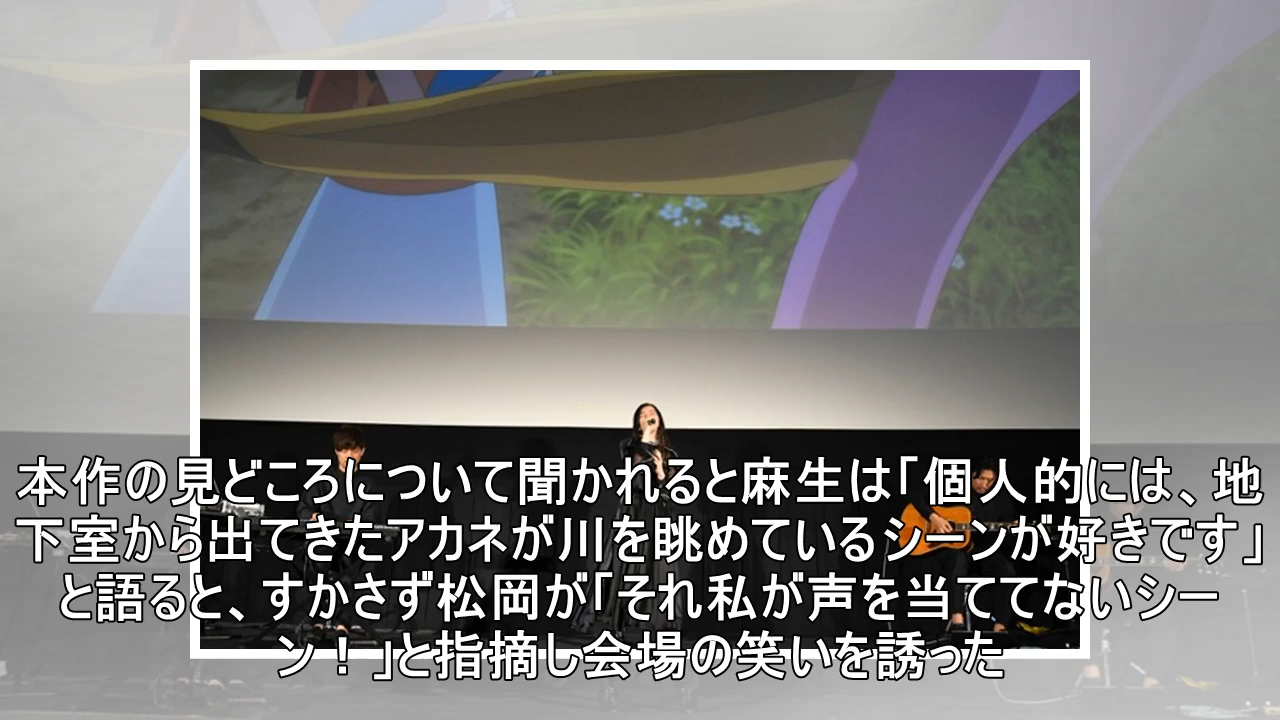 本作の見どころについて聞かれると麻生は「個人的には、地
下室から出てきたアカネが川を眺めているシーンが好きです」
と語ると、すかさず松岡が「それ私が声を当ててないシー
ン！」と指摘し会場の笑いを誘った